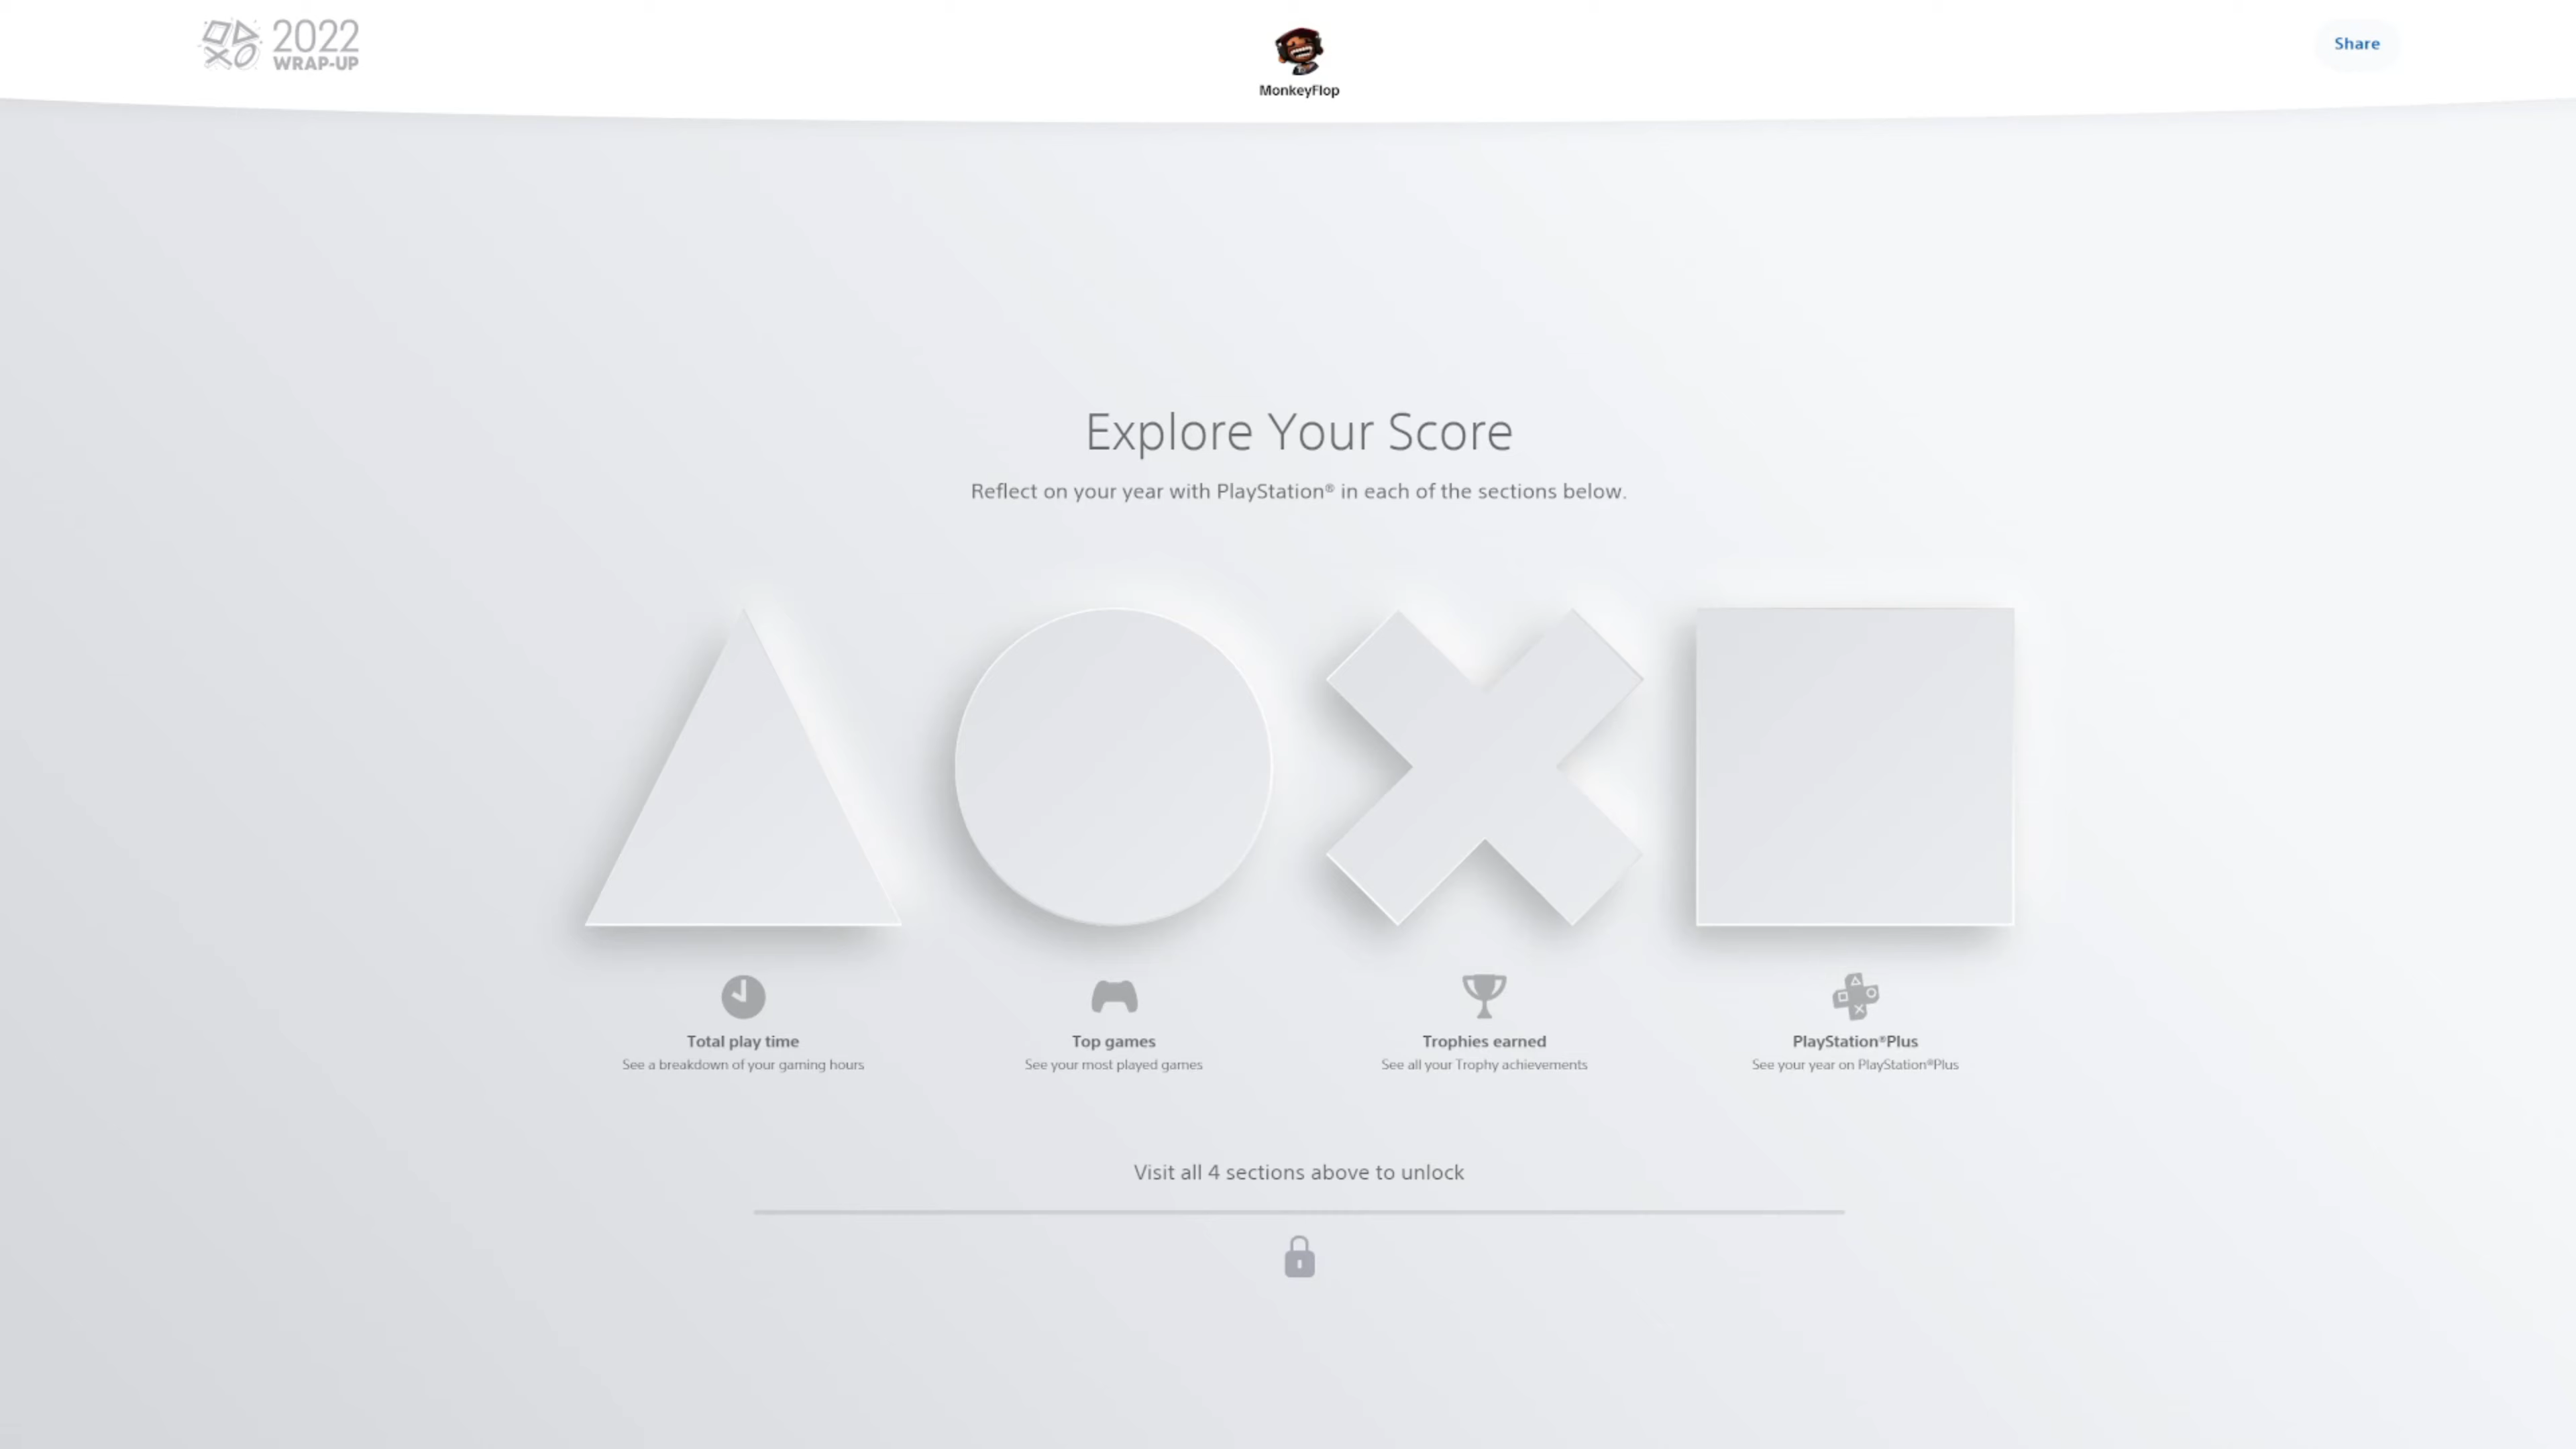 2022
WRAP-UP
MonkeyFlop
Share
Explore Your Score
Reflect on your year with PlayStation® in each of the sections below.
Total play time
See a breakdown of your gaming hours
Top games
See your most played games
Trophies earned
See all your Trophy achievements
PlayStation®Plus
See your year on PlayStation®Plus
Visit all 4 sections above to unlock